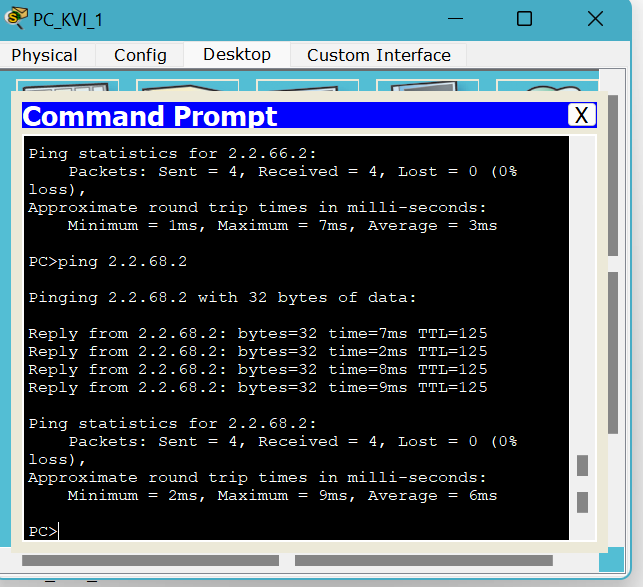 PC_KVI_1
Physical Config Desktop Custom Interface
Command Prompt X
Ping statistics for 2.2.66.2:
    Packets: Sent = 4, Received = 4, Lost = 0 (0%
loss),
Approximate round trip times in milli-seconds:
    Minimum = 1ms, Maximum = 7ms, Average = 3ms
PC>ping 2.2.68.2
Pinging 2.2.68.2 with 32 bytes of data:
Reply from 2.2.68.2: bytes=32 time=7ms TTL=125
Reply from 2.2.68.2: bytes=32 time=2ms TTL=125
Reply from 2.2.68.2: bytes=32 time=8ms TTL=125
Reply from 2.2.68.2: bytes=32 time=9ms TTL=125
Ping statistics for 2.2.68.2:
    Packets: Sent = 4, Received = 4, Lost = 0 (0%
loss),
Approximate round trip times in milli-seconds:
    Minimum = 2ms, Maximum = 9ms, Average = 6ms
PC>